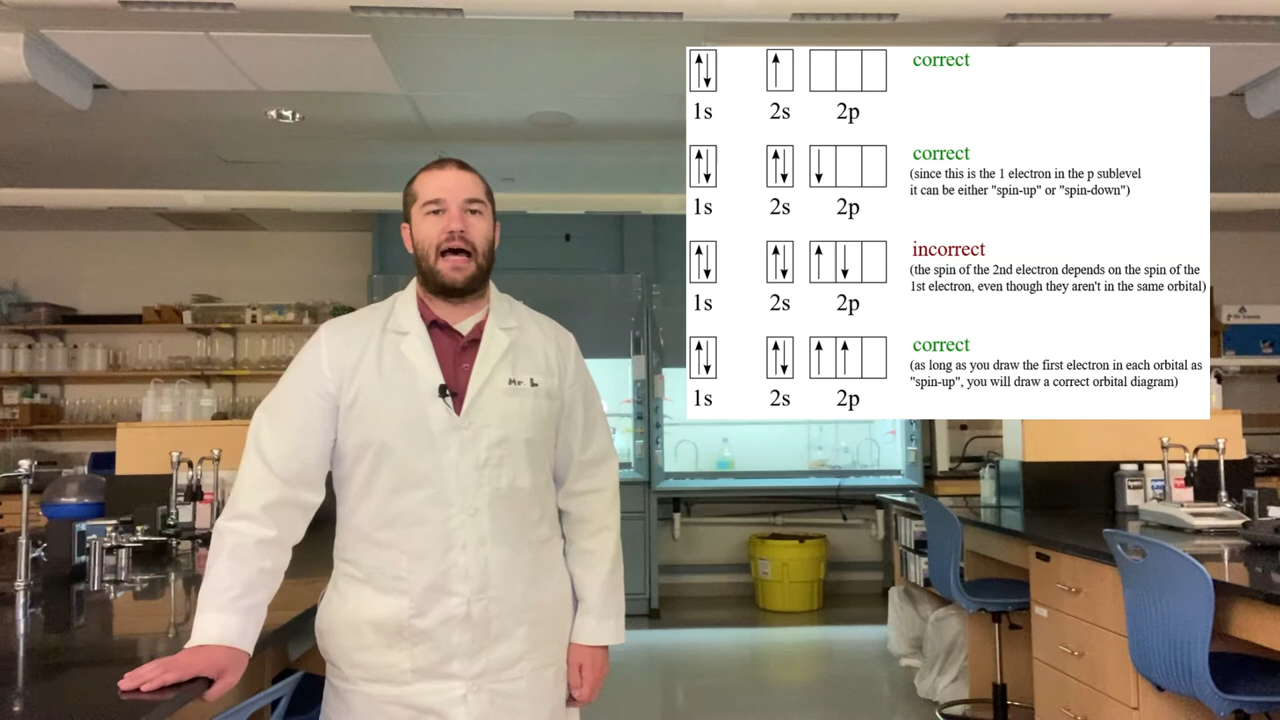 correct
1s 2s 2p
correct
(since this is the 1 electron in the p sublevel
it can be either "spin-up" or "spin-down")
1s 2s 2p
incorrect
(the spin of the 2nd electron depends on the spin of the
1st electron, even though they aren't in the same orbital)
1s 2s 2p
correct
(as long as you draw the first electron in each orbital as
"spin-up", you will draw a correct orbital diagram)
1s 2s 2p
Mr. L